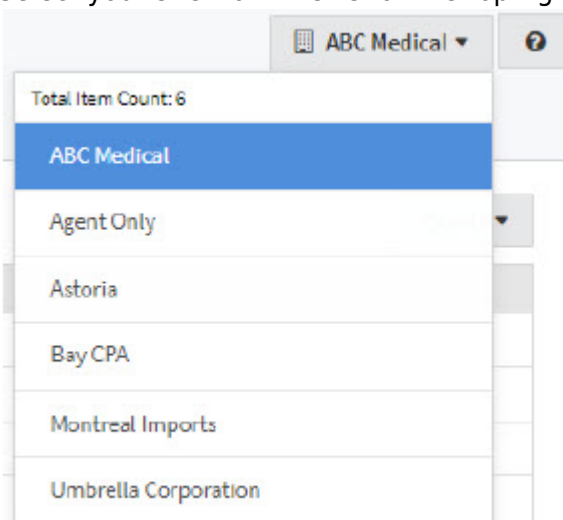 ABC Medical
Total Item Count: 6
ABC Medical
Agent Only
Astoria
Bay CPA
Montreal Imports
Umbrella Corporation